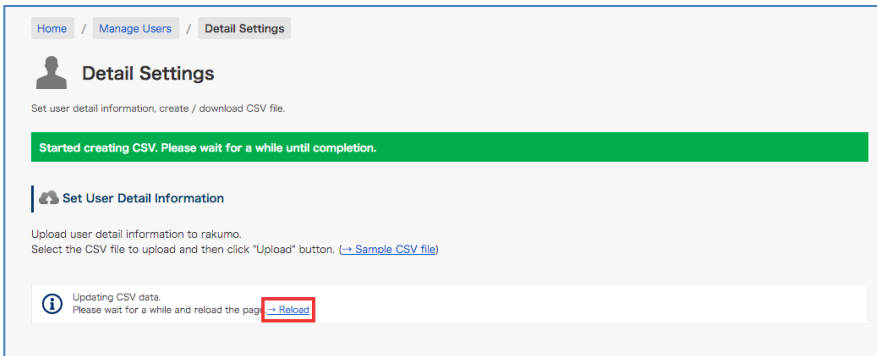 Home / Manage Users / Detail Settings
Detail Settings
Set user detail information, create / download CSV file.
Started creating CSV. Please wait for a while until completion.
Set User Detail Information
Upload user detail information to rakumo.
Select the CSV file to upload and then click "Upload" button. (→ Sample CSV file)
Updating CSV data.
Please wait for a while and reload the page.→ Reload